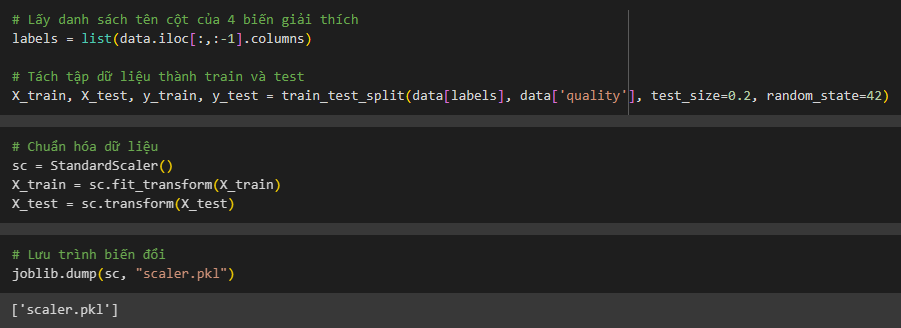 # Lấy danh sách tên cột của 4 biến giải thích
labels = list(data.iloc[:,:-1].columns)
# Tách tập dữ liệu thành train và test
X_train, X_test, y_train, y_test = train_test_split(data[labels], data['quality'], test_size=0.2, random_state=42)
# Chuẩn hóa dữ liệu
sc = StandardScaler()
X_train = sc.fit_transform(X_train)
X_test = sc.transform(X_test)
# Lưu trình biến đổi
joblib.dump(sc, "scaler.pkl")
['scaler.pkl']